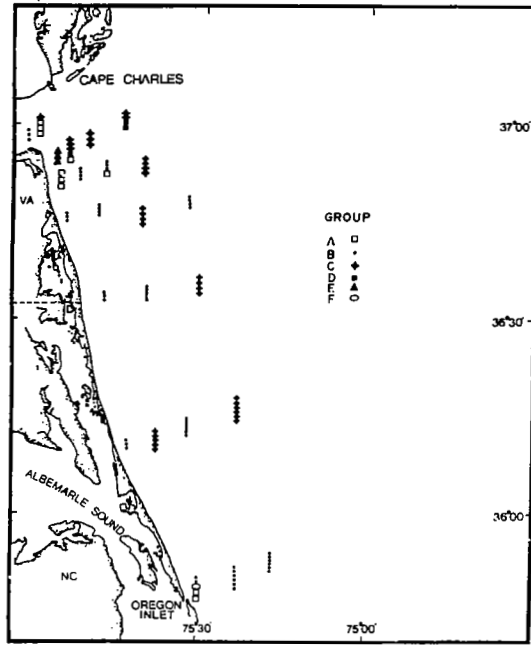 CAPE CHARLES
37°00'
VA
GROUP
A
B
C
D
E
F
36°30'
ALBEMARLE SOUND
36°00'
NC
OREGON
INLET
75°30'
75°00'